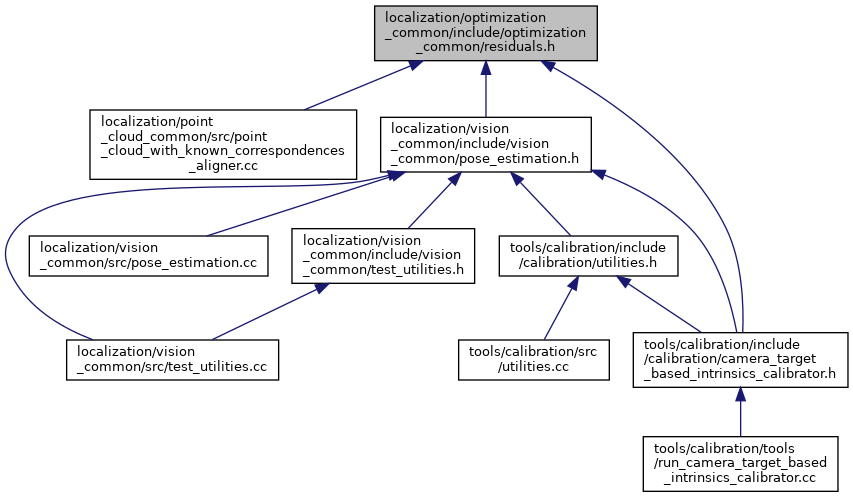 localization/optimization
_common/include/optimization
_common/residuals.h
localization/point
_cloud_common/src/point
_cloud_with_known_correspondences
_aligner.cc
localization/vision
_common/include/vision
_common/pose_estimation.h
localization/vision
_common/src/pose_estimation.cc
localization/vision
_common/include/vision
_common/test_utilities.h
tools/calibration/include
/calibration/utilities.h
localization/vision
_common/src/test_utilities.cc
tools/calibration/src
/utilities.cc
tools/calibration/include
/calibration/camera_target
_based_intrinsics_calibrator.h
tools/calibration/tools
/run_camera_target_based
_intrinsics_calibrator.cc